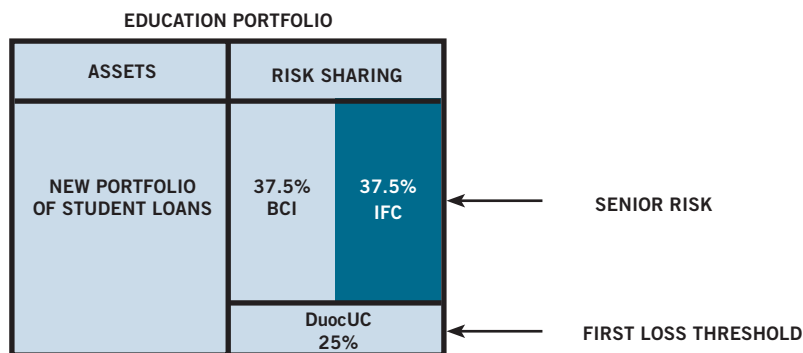 EDUCATION PORTFOLIO
ASSETS
RISK SHARING
NEW PORTFOLIO
OF STUDENT LOANS
37.5%
BCI
37.5%
IFC
SENIOR RISK
DuocUC
25%
FIRST LOSS THRESHOLD